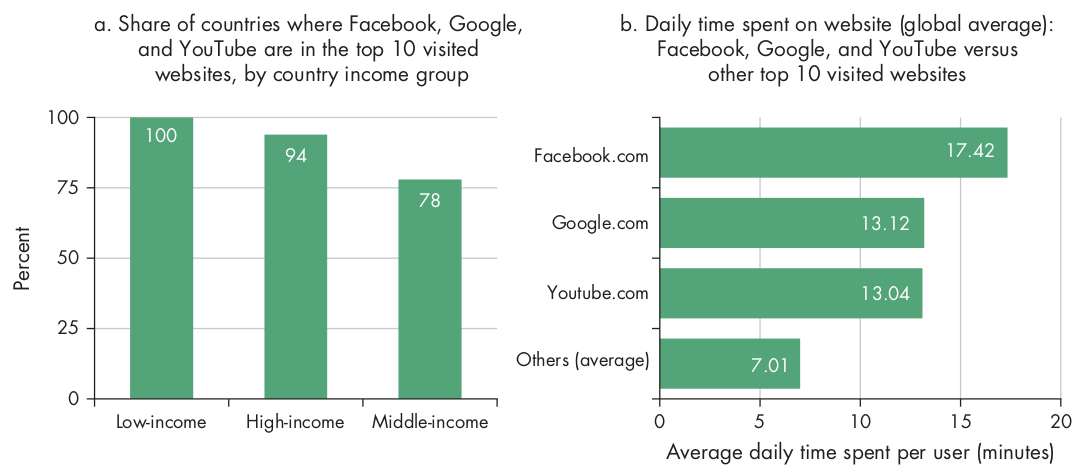 a. Share of countries where Facebook, Google,
and YouTube are in the top 10 visited
websites, by country income group
Percent
100
75
50
25
0
100
94
78
Low-income
High-income
Middle-income
b. Daily time spent on website (global average):
Facebook, Google, and YouTube versus
other top 10 visited websites
Facebook.com
17.42
Google.com
13.12
Youtube.com
13.04
Others (average)
7.01
0
5
10
15
20
Average daily time spent per user (minutes)